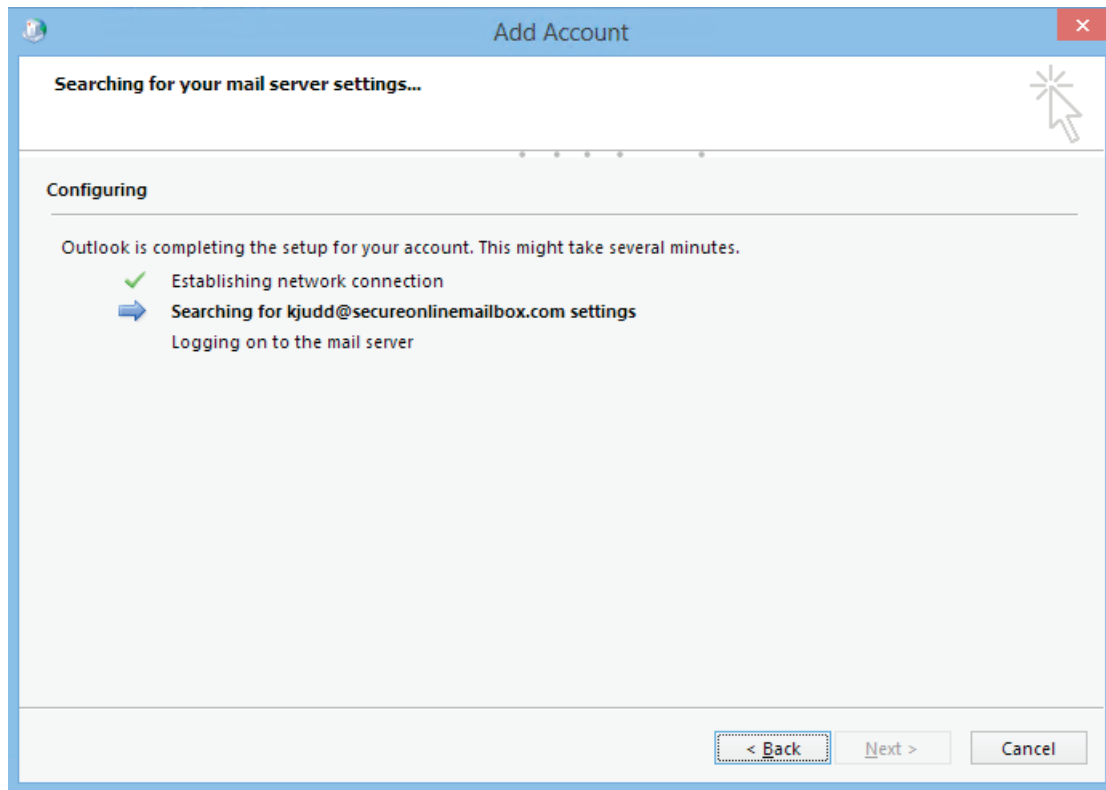 Add Account
Searching for your mail server settings...
Configuring
Outlook is completing the setup for your account. This might take several minutes.
Establishing network connection
Searching for kjudd@secureonlinemailbox.com settings
Logging on to the mail server
< Back
Next >
Cancel